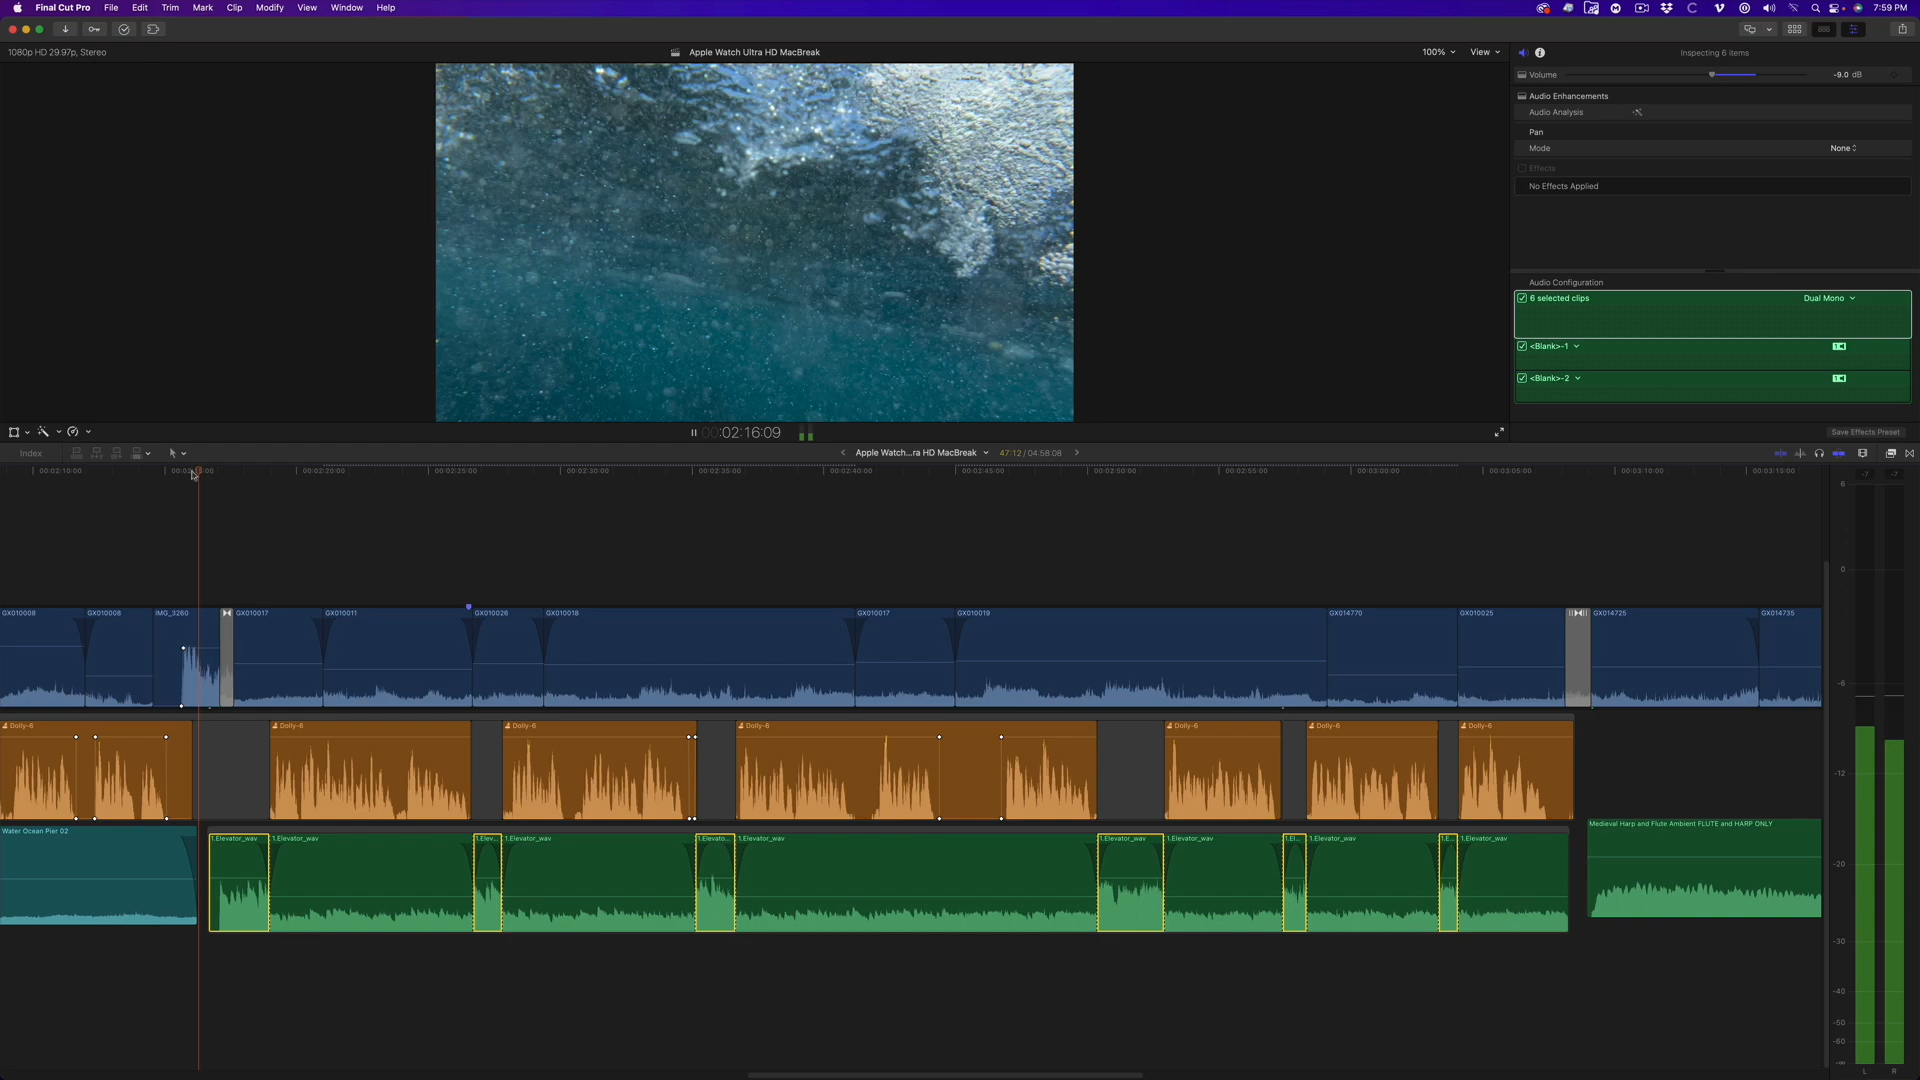 Final Cut Pro File Edit Trim Mark Clip Modify View Window Help 7:59 PM
1080p HD 29.97p, Stereo Apple Watch Ultra HD MacBreak 100% View Inspecting 6 items
Volume -9.0 dB
Audio Enhancements
Audio Analysis
Pan
Mode None
Effects
No Effects Applied
Audio Configuration
6 selected clips Dual Mono
<Blank>-1
<Blank>-2
00:02:16:09 Save Effects Preset
Index Apple Watch...ra HD MacBreak 47:12 / 04:58:08
00:02:10:00 00:02:20:00 00:02:25:00 00:02:30:00 00:02:35:00 00:02:40:00 00:02:45:00 00:02:50:00 00:02:55:00 00:03:00:00 00:03:05:00 00:03:10:00 00:03:15:00
-7 -7
6
0
GX010008 GX010008 IMG_3260 GX010017 GX010011 GX010026 GX010018 GX010017 GX010019 GX014770 GX010025 GX014725 GX014735
-6
Dolly-6 Dolly-6 Dolly-6 Dolly-6 Dolly-6 Dolly-6 Dolly-6
-12
Water Ocean Pier 02 Medieval Harp and Flute Ambient FLUTE and HARP ONLY
1.Elevator_wav 1.Elevator_wav 1.Elev... 1.Elevator_wav 1.Elevato... 1.Elevator_wav 1.Elevator_wav 1.Elevator_wav 1.El... 1.Elevator_wav 1.E... 1.Elevator_wav
-20
-30
-40
-50
-60
-∞
L R